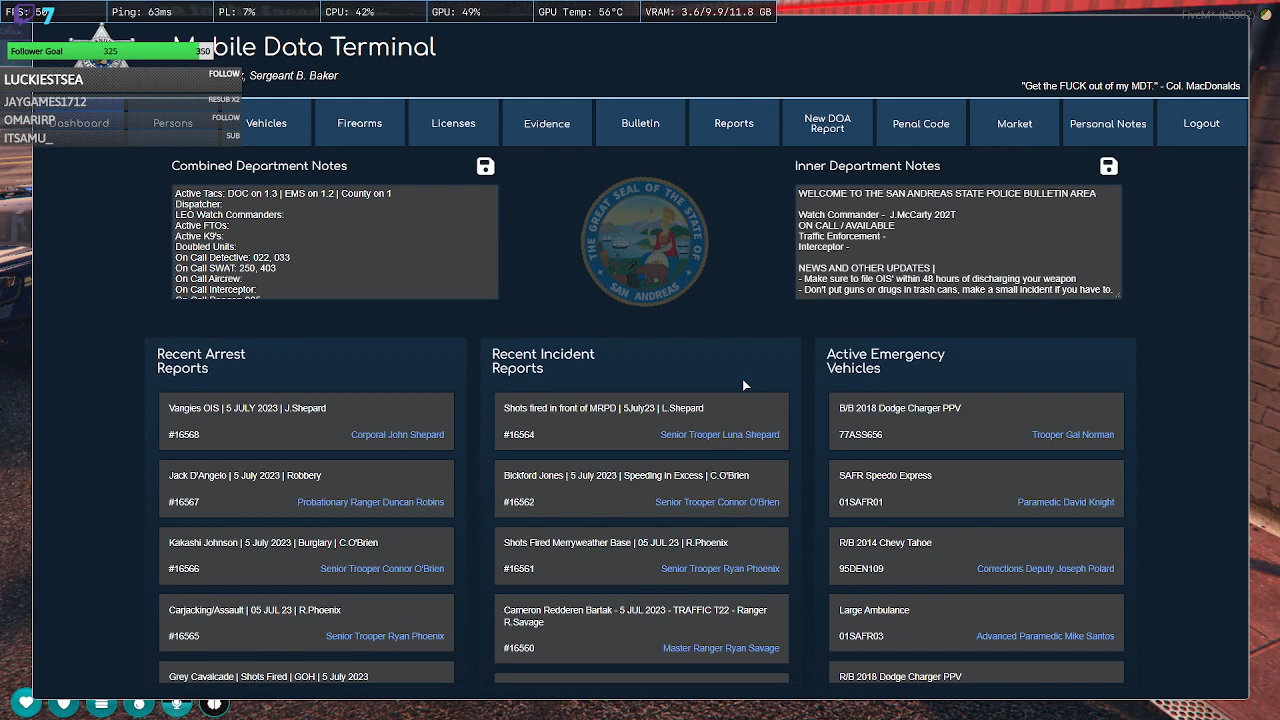 Ping: 63ms
PL: 7%
CPU: 42%
GPU: 49%
GPU Temp: 56°C
FiveM* (b2802)
7
Follower Goal 325 350
Mobile Data Terminal
Sargeant B. Baker
"Get the FUCK out of my MDT." - Col. MacDonalds
LUCKIESTSEA FOLLOW
JAYGAMES1712 RESUB X2
OMARIRP FOLLOW
ITSAMU_ SUB
Dashboard
Persons
Vehicles
Firearms
Licenses
Evidence
Bulletin
Reports
New DOA
Report
Penal Code
Market
Personal Notes
Logout
Combined Department Notes
Active Tacs: DOC on 1.3 | EMS on 1.2 | County on 1
Dispatcher:
LEO Watch Commanders:
Active FTOs:
Active K9's:
Doubled Units:
On Call Detective: 022, 033
On Call SWAT: 250, 403
On Call Aircrew:
On Call Interceptor:
THE GREAT SEAL OF THE STATE OF SAN ANDREAS
Inner Department Notes
WELCOME TO THE SAN ANDREAS STATE POLICE BULLETIN AREA
Watch Commander - J.McCarty 202T
ON CALL / AVAILABLE
Traffic Enforcement -
Interceptor -
NEWS AND OTHER UPDATES |
- Make sure to file OIS' within 48 hours of discharging your weapon
- Don't put guns or drugs in trash cans, make a small incident if you have to.
Recent Arrest
Reports
Vangies OIS | 5 JULY 2023 | J.Shepard
#16568 Corporal John Shepard
Jack D'Angelo | 5 July 2023 | Robbery
#16567 Probationary Ranger Duncan Robins
Kakashi Johnson | 5 July 2023 | Burglary | C.O'Brien
#16566 Senior Trooper Connor O'Brien
Carjacking/Assault | 05 JUL 23 | R.Phoenix
#16565 Senior Trooper Ryan Phoenix
Grey Cavalcade | Shots Fired | GOH | 5 July 2023
Recent Incident
Reports
Shots fired in front of MRPD | 5July23 | L.Shepard
#16564 Senior Trooper Luna Shepard
Bickford Jones | 5 July 2023 | Speeding in Excess | C.O'Brien
#16562 Senior Trooper Connor O'Brien
Shots Fired Merryweather Base | 05 JUL 23 | R.Phoenix
#16561 Senior Trooper Ryan Phoenix
Cameron Redderen Bartak - 5 JUL 2023 - TRAFFIC T22 - Ranger
R.Savage
#16560 Master Ranger Ryan Savage
Active Emergency
Vehicles
B/B 2018 Dodge Charger PPV
77ASS656 Trooper Gal Norman
SAFR Speedo Express
01SAFR01 Paramedic David Knight
R/B 2014 Chevy Tahoe
95DEN109 Corrections Deputy Joseph Polard
Large Ambulance
01SAFR03 Advanced Paramedic Mike Santos
R/B 2018 Dodge Charger PPV